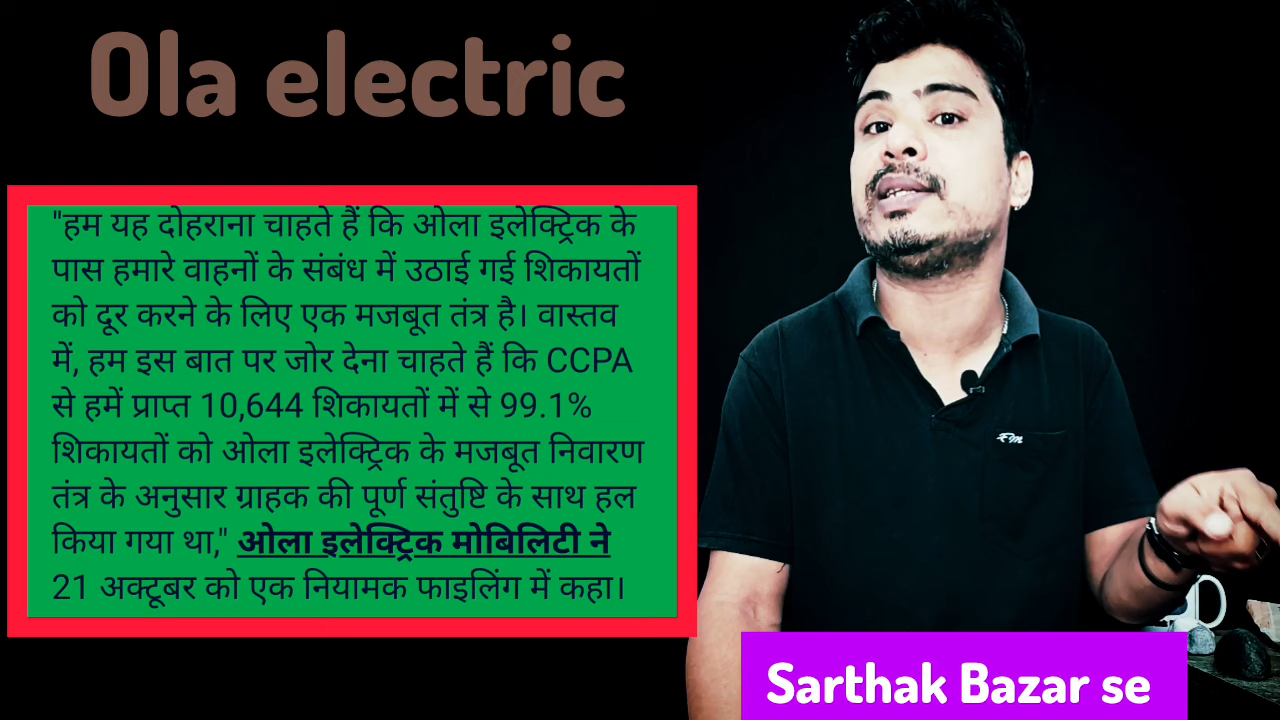 Ola electric
"हम यह दोहराना चाहते हैं कि ओला इलेक्ट्रिक के
पास हमारे वाहनों के संबंध में उठाई गई शिकायतों
को दूर करने के लिए एक मजबूत तंत्र है। वास्तव
में, हम इस बात पर जोर देना चाहते हैं कि CCPA
से हमें प्राप्त 10,644 शिकायतों में से 99.1%
शिकायतों को ओला इलेक्ट्रिक के मजबूत निवारण
तंत्र के अनुसार ग्राहक की पूर्ण संतुष्टि के साथ हल
किया गया था," ओला इलेक्ट्रिक मोबिलिटी ने
21 अक्टूबर को एक नियामक फाइलिंग में कहा।
Sarthak Bazar se